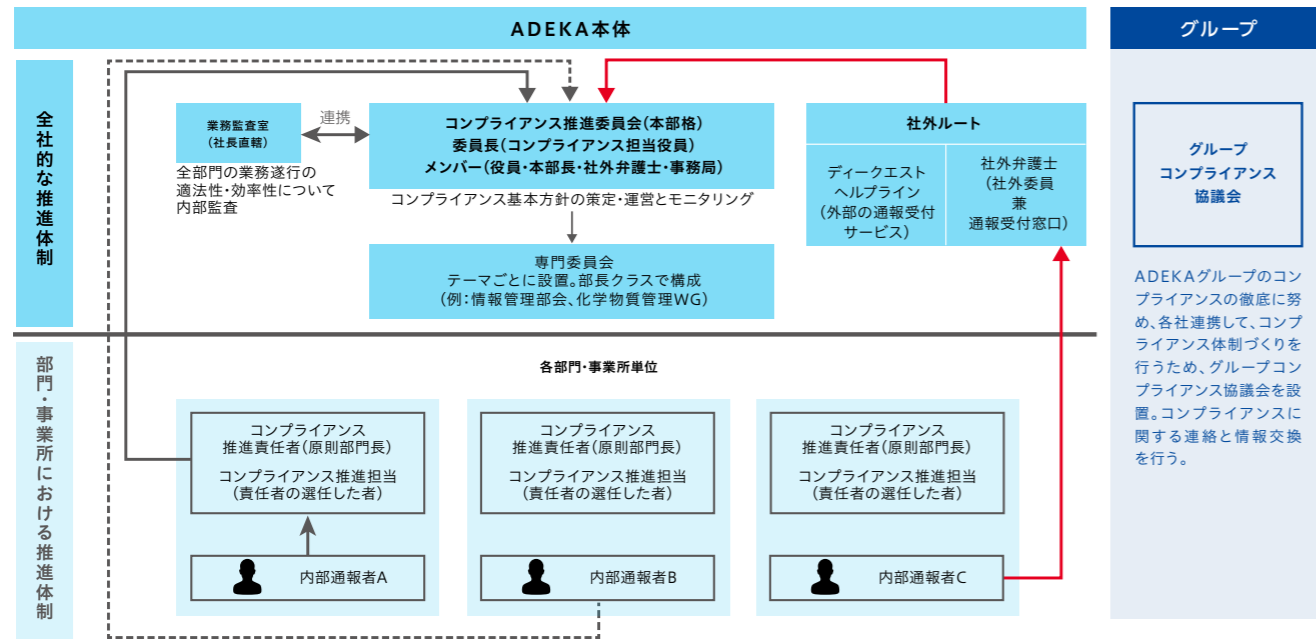 ADEKA本体
グループ
全社的な推進体制
業務監査室
(社長直轄)
連携
全部門の業務遂行の
適法性・効率性について
内部監査
コンプライアンス推進委員会(本部格)
委員長(コンプライアンス担当役員)
メンバー(役員・本部長・社外弁護士・事務局)
コンプライアンス基本方針の策定・運営とモニタリング
専門委員会
テーマごとに設置。部長クラスで構成
(例:情報管理部会、化学物質管理WG)
社外ルート
ディークエスト
ヘルプライン
(外部の通報受付
サービス)
社外弁護士
(社外委員
兼
通報受付窓口)
グループ
コンプライアンス
協議会
ADEKAグループのコン
プライアンスの徹底に努
め、各社連携して、コンプ
ライアンス体制づくりを
行うため、グループコン
プライアンス協議会を設
置。コンプライアンスに
関する連絡と情報交換
を行う。
部門・事業所における推進体制
各部門・事業所単位
コンプライアンス
推進責任者(原則部門長)
コンプライアンス推進担当
(責任者の選任した者)
内部通報者A
コンプライアンス
推進責任者(原則部門長)
コンプライアンス推進担当
(責任者の選任した者)
内部通報者B
コンプライアンス
推進責任者(原則部門長)
コンプライアンス推進担当
(責任者の選任した者)
内部通報者C